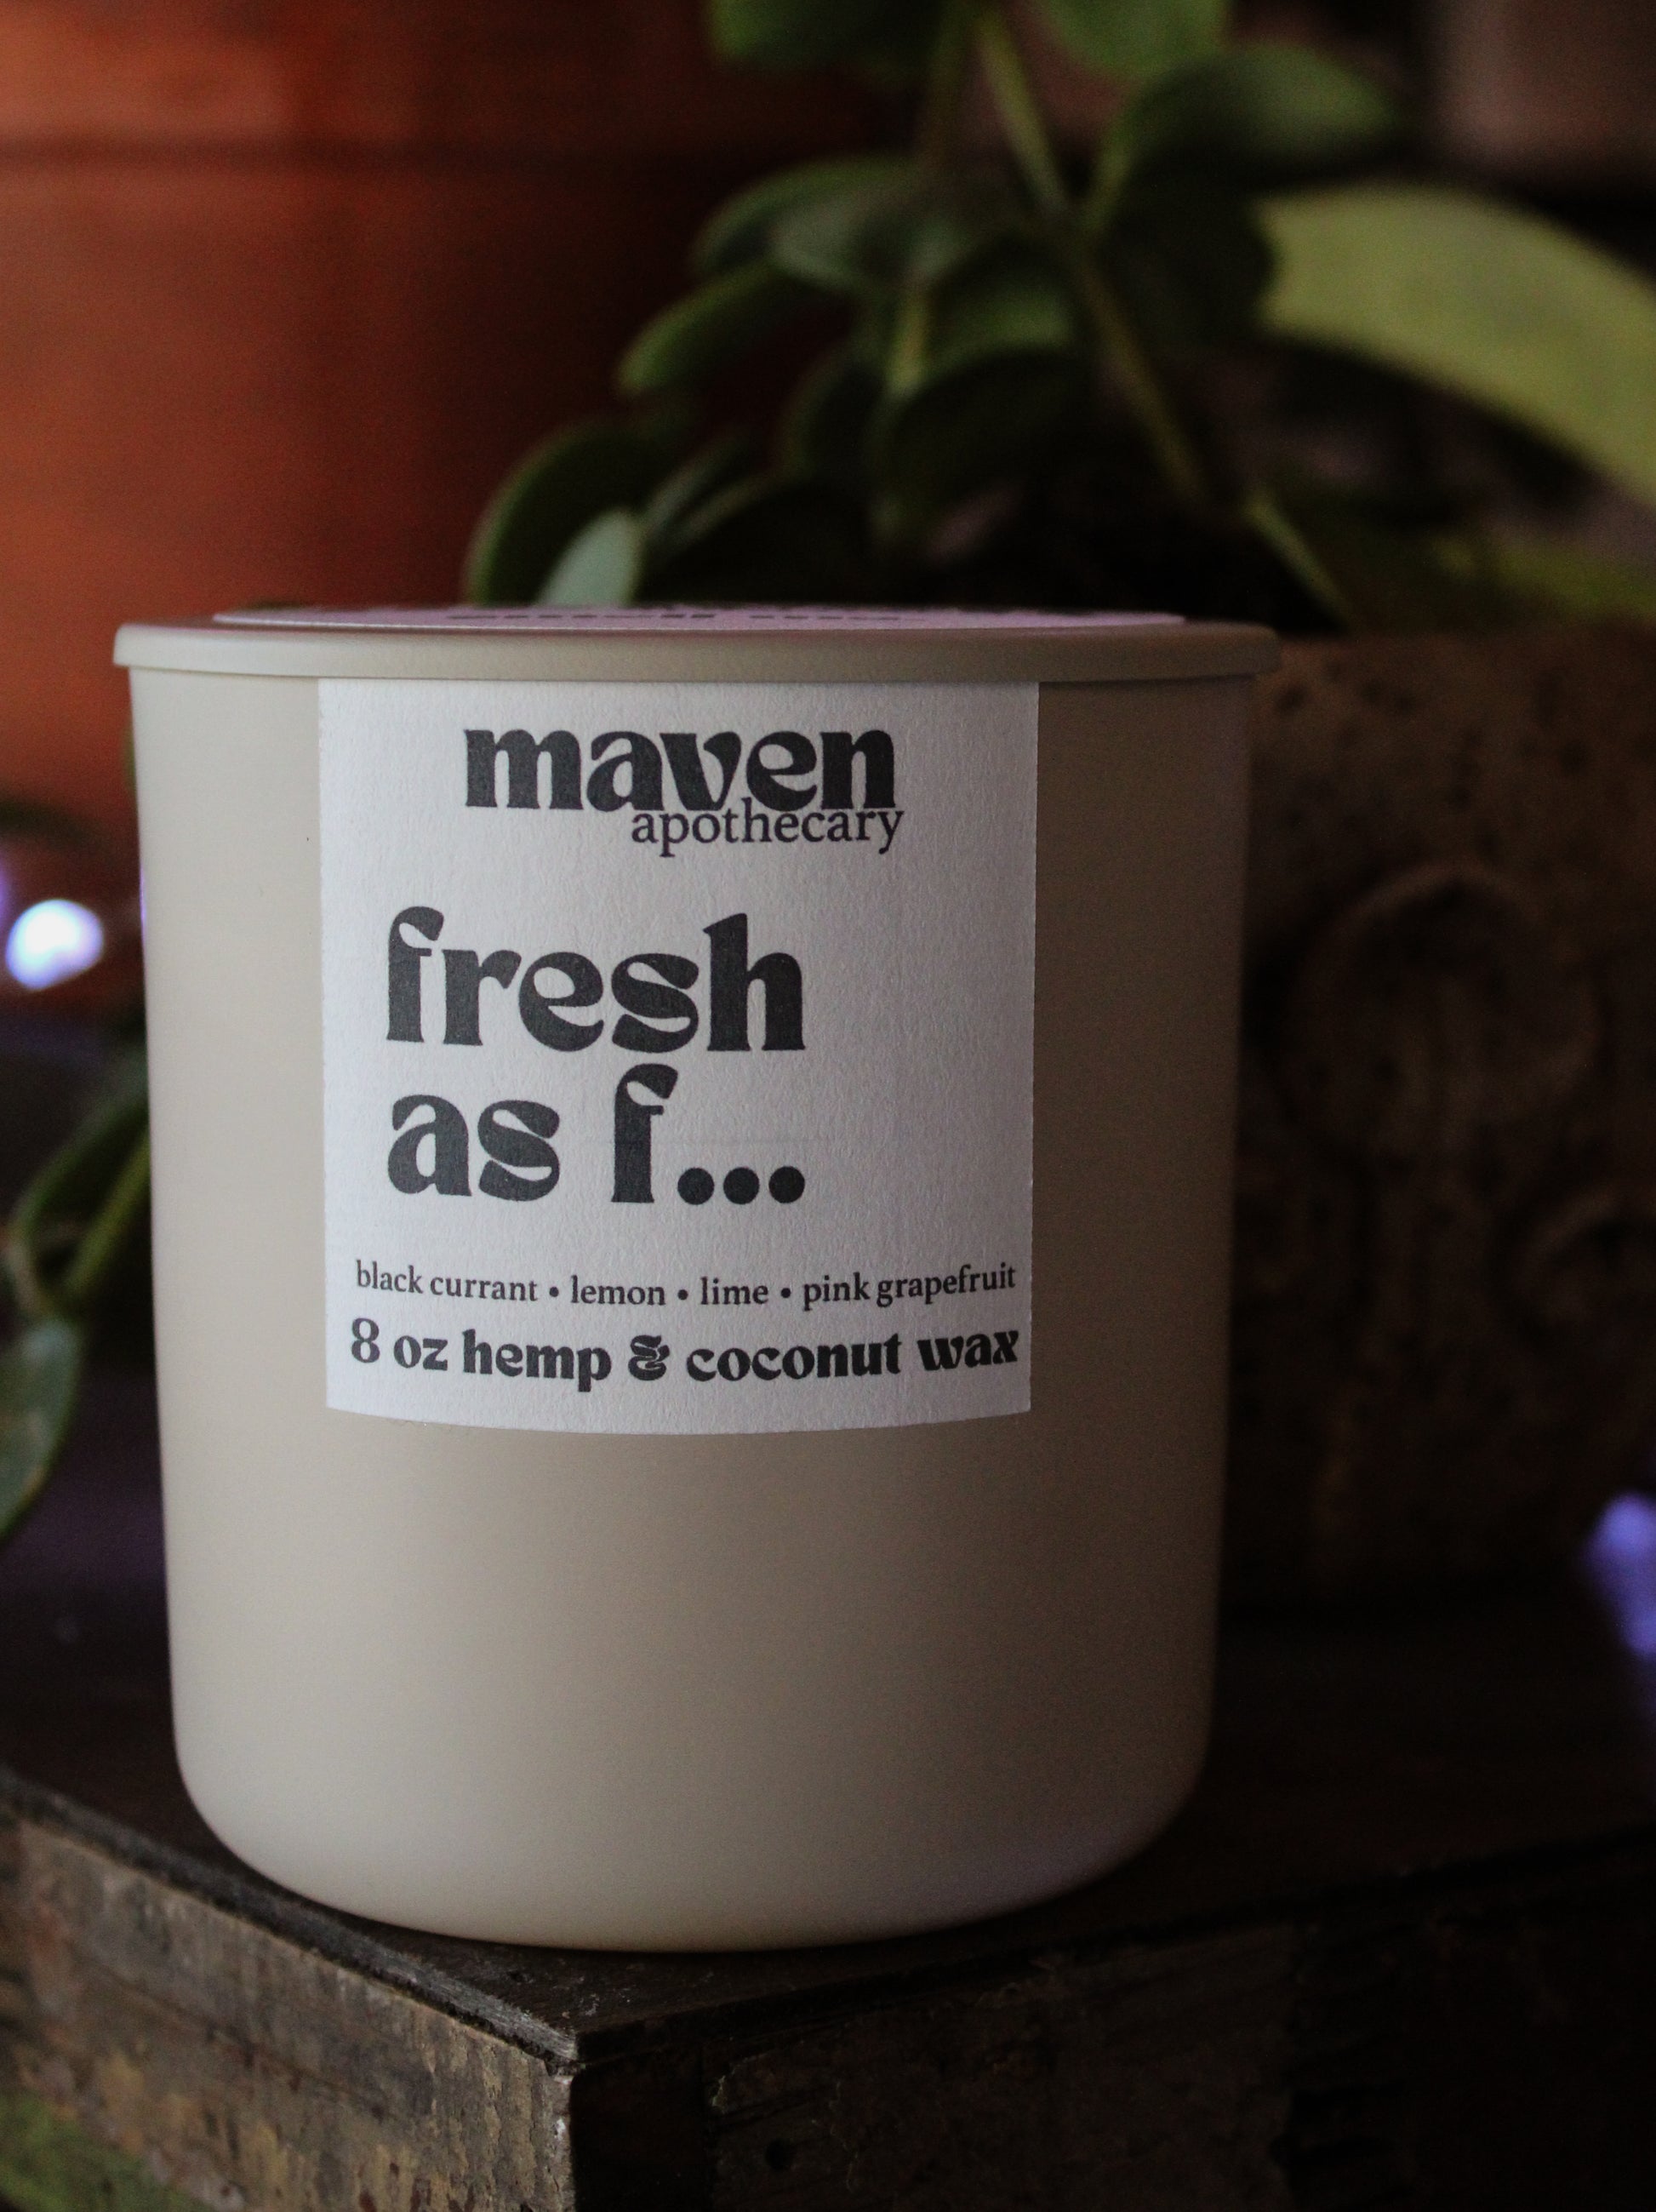 maven
apothecary
fresh
as f...
black currant • lemon • lime • pink grapefruit
8 oz hemp & coconut wax